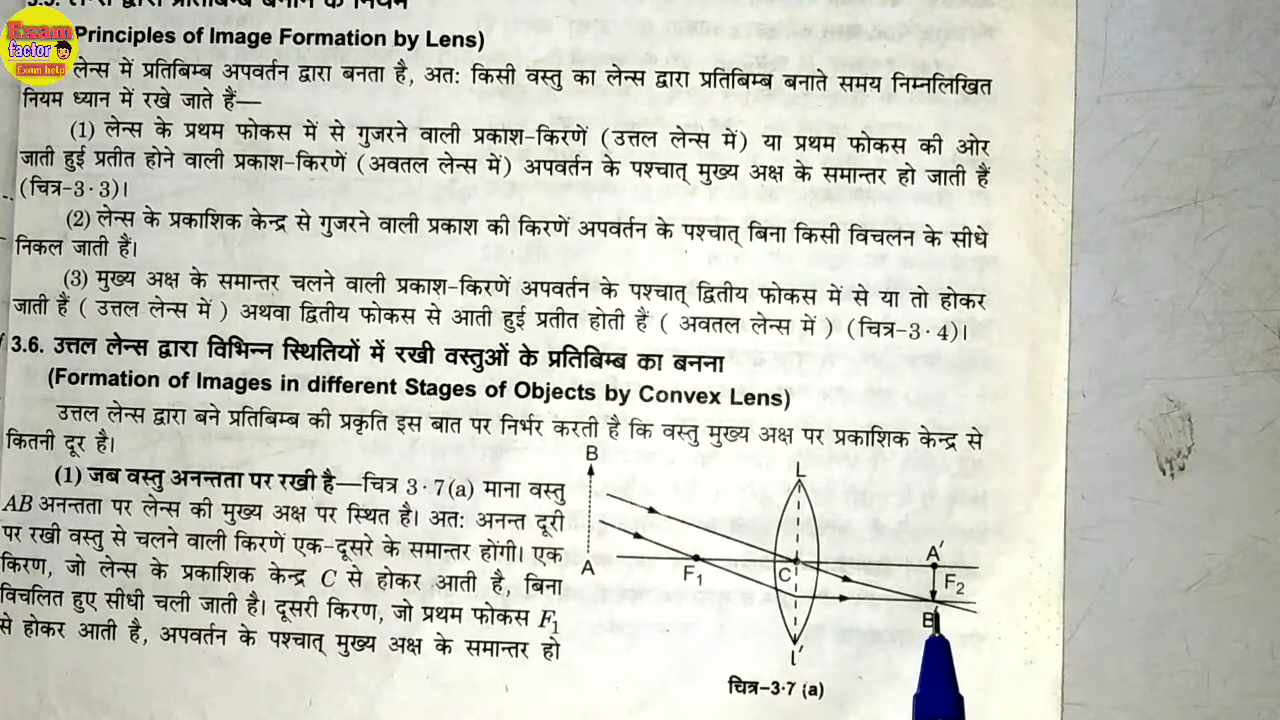 3.5. लेन्स द्वारा प्रतिबिम्ब बनाने के नियम
Exam
factor
Exam help
Principles of Image Formation by Lens)
लेन्स में प्रतिबिम्ब अपवर्तन द्वारा बनता है, अतः किसी वस्तु का लेन्स द्वारा प्रतिबिम्ब बनाते समय निम्नलिखित
नियम ध्यान में रखे जाते हैं—
(1) लेन्स के प्रथम फोकस में से गुजरने वाली प्रकाश-किरणें (उत्तल लेन्स में) या प्रथम फोकस की ओर
जाती हुई प्रतीत होने वाली प्रकाश-किरणें (अवतल लेन्स में) अपवर्तन के पश्चात् मुख्य अक्ष के समान्तर हो जाती हैं
(चित्र-3·3)।
(2) लेन्स के प्रकाशिक केन्द्र से गुजरने वाली प्रकाश की किरणें अपवर्तन के पश्चात् बिना किसी विचलन के सीधे
निकल जाती हैं।
(3) मुख्य अक्ष के समान्तर चलने वाली प्रकाश-किरणें अपवर्तन के पश्चात् द्वितीय फोकस में से या तो होकर
जाती हैं ( उत्तल लेन्स में ) अथवा द्वितीय फोकस से आती हुई प्रतीत होती हैं ( अवतल लेन्स में ) (चित्र-3·4)।
3.6. उत्तल लेन्स द्वारा विभिन्न स्थितियों में रखी वस्तुओं के प्रतिबिम्ब का बनना
(Formation of Images in different Stages of Objects by Convex Lens)
उत्तल लेन्स द्वारा बने प्रतिबिम्ब की प्रकृति इस बात पर निर्भर करती है कि वस्तु मुख्य अक्ष पर प्रकाशिक केन्द्र से
कितनी दूर है।
(1) जब वस्तु अनन्तता पर रखी है—चित्र 3·7(a) माना वस्तु
AB अनन्तता पर लेन्स की मुख्य अक्ष पर स्थित है। अतः अनन्त दूरी
पर रखी वस्तु से चलने वाली किरणें एक-दूसरे के समान्तर होंगी। एक
किरण, जो लेन्स के प्रकाशिक केन्द्र C से होकर आती है, बिना
विचलित हुए सीधी चली जाती है। दूसरी किरण, जो प्रथम फोकस F₁
से होकर आती है, अपवर्तन के पश्चात् मुख्य अक्ष के समान्तर हो
B
L
A
F₁
C
A′
F₂
B
L′
चित्र-3·7 (a)